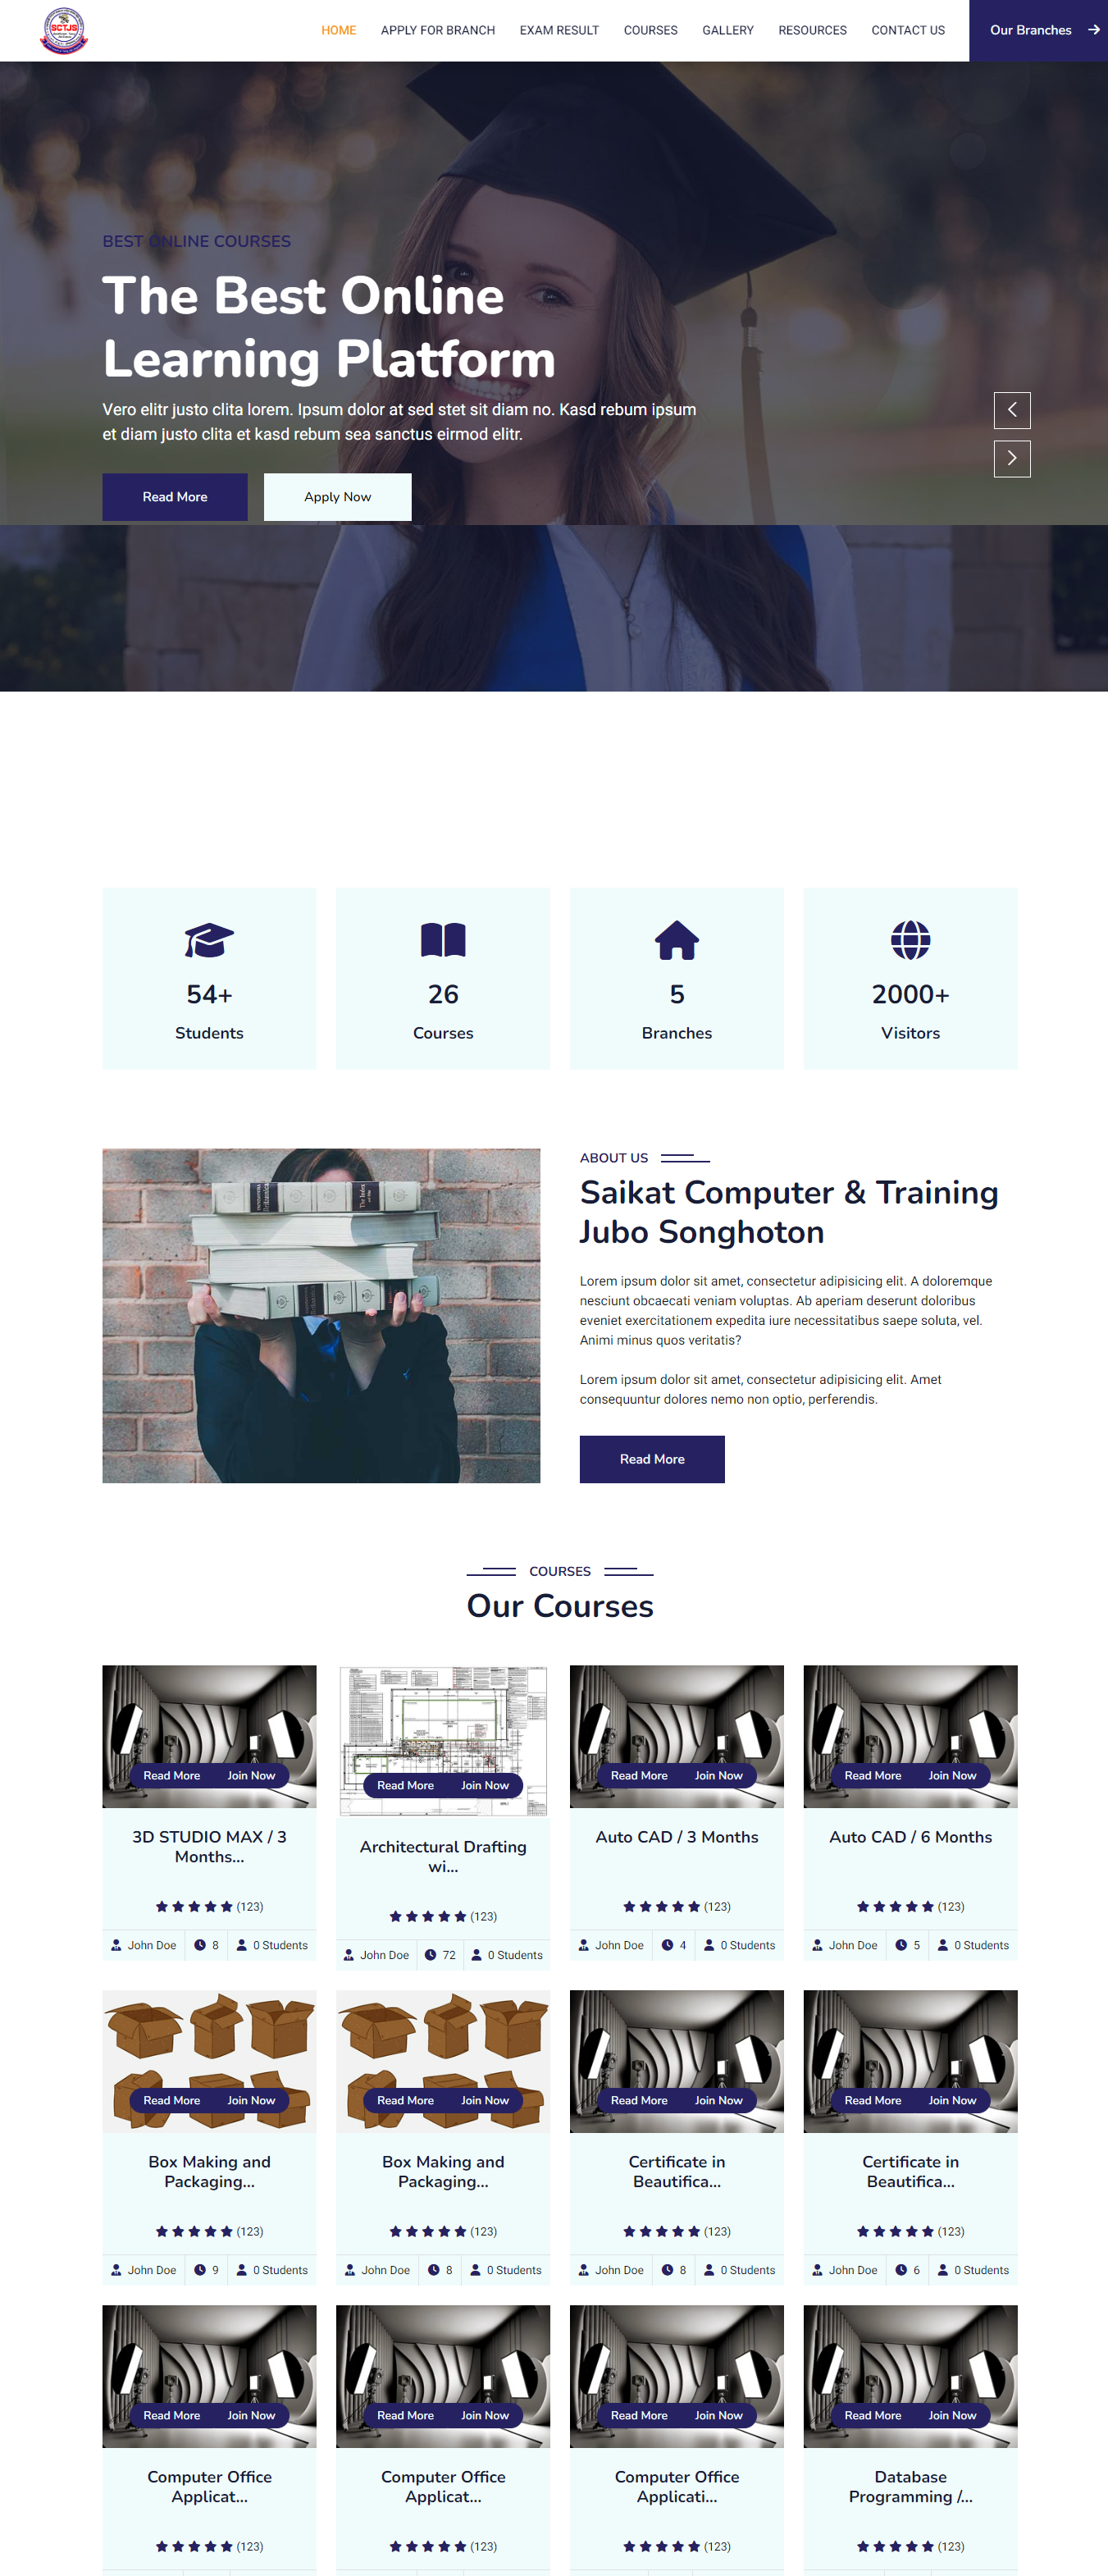 SCTJS
HOME
APPLY FOR BRANCH
EXAM RESULT
COURSES
GALLERY
RESOURCES
CONTACT US
Our Branches
BEST ONLINE COURSES
The Best Online
Learning Platform
Vero elitr justo clita lorem. Ipsum dolor at sed stet sit diam no. Kasd rebum ipsum
et diam justo clita et kasd rebum sea sanctus eirmod elitr.
Read More
Apply Now
54+
Students
26
Courses
5
Branches
2000+
Visitors
ABOUT US
Saikat Computer & Training
Jubo Songhoton
Lorem ipsum dolor sit amet, consectetur adipisicing elit. A doloremque
nesciunt obcaecati veniam voluptas. Ab aperiam deserunt doloribus
eveniet exercitationem expedita iure necessitatibus saepe soluta, vel.
Animi minus quos veritatis?
Lorem ipsum dolor sit amet, consectetur adipisicing elit. Amet
consequuntur dolores nemo non optio, perferendis.
Read More
COURSES
Our Courses
Read More Join Now
3D STUDIO MAX / 3
Months...
(123)
John Doe 8 0 Students
Read More Join Now
Architectural Drafting
wi...
(123)
John Doe 72 0 Students
Read More Join Now
Auto CAD / 3 Months
(123)
John Doe 4 0 Students
Read More Join Now
Auto CAD / 6 Months
(123)
John Doe 5 0 Students
Read More Join Now
Box Making and
Packaging...
(123)
John Doe 9 0 Students
Read More Join Now
Box Making and
Packaging...
(123)
John Doe 8 0 Students
Read More Join Now
Certificate in
Beautifica...
(123)
John Doe 8 0 Students
Read More Join Now
Certificate in
Beautifica...
(123)
John Doe 6 0 Students
Read More Join Now
Computer Office
Applicat...
(123)
Read More Join Now
Computer Office
Applicat...
(123)
Read More Join Now
Computer Office
Applicati...
(123)
Read More Join Now
Database
Programming /...
(123)